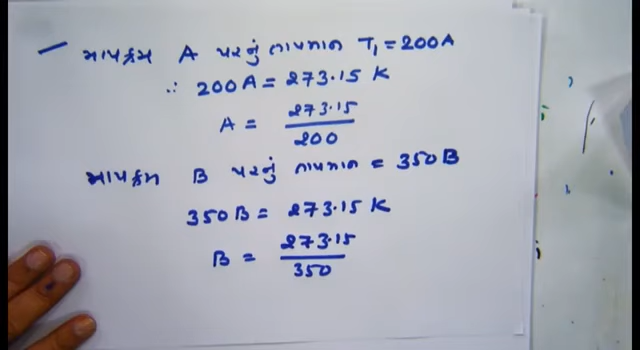 — માપક્રમ A પરનું તાપમાન T₁ = 200A
∴ 200A = 273.15 K
A = 273.15 / 200
માપક્રમ B પરનું તાપમાન = 350B
350B = 273.15 K
B = 273.15 / 350